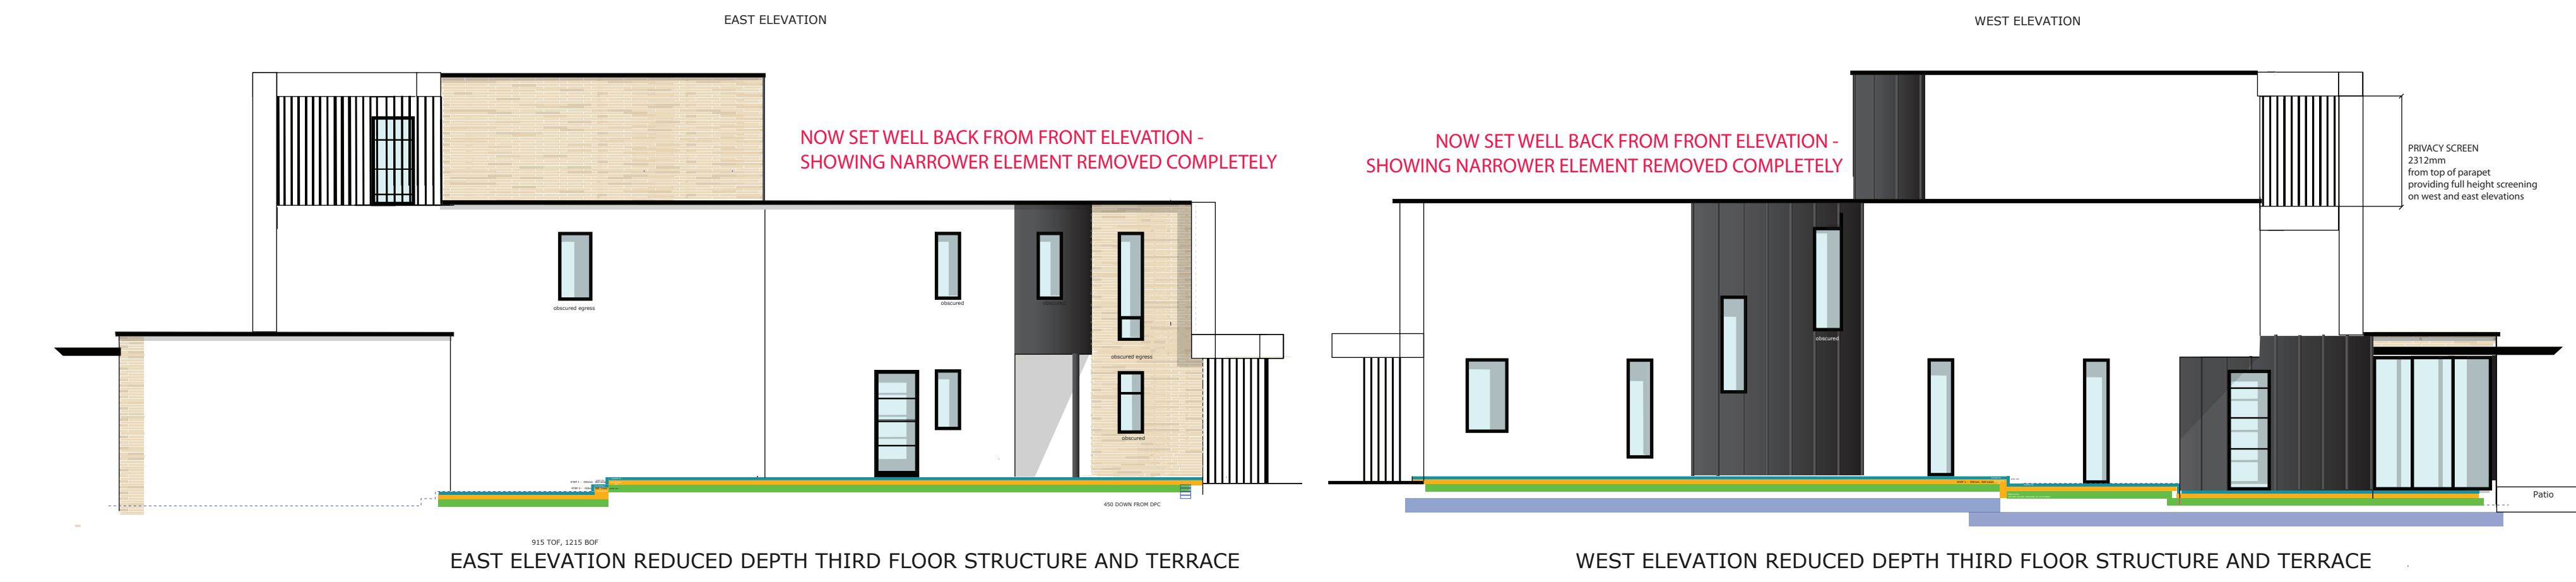 EAST ELEVATION
WEST ELEVATION
NOW SET WELL BACK FROM FRONT ELEVATION -
SHOWING NARROWER ELEMENT REMOVED COMPLETELY
NOW SET WELL BACK FROM FRONT ELEVATION -
SHOWING NARROWER ELEMENT REMOVED COMPLETELY
PRIVACY SCREEN
2312mm
from top of parapet
providing full height screening
on west and east elevations
obscured egress
obscured
obscured
obscured egress
obscured
obscured
450 DOWN FROM DPC
Patio
915 TOF, 1215 BOF
EAST ELEVATION REDUCED DEPTH THIRD FLOOR STRUCTURE AND TERRACE
WEST ELEVATION REDUCED DEPTH THIRD FLOOR STRUCTURE AND TERRACE